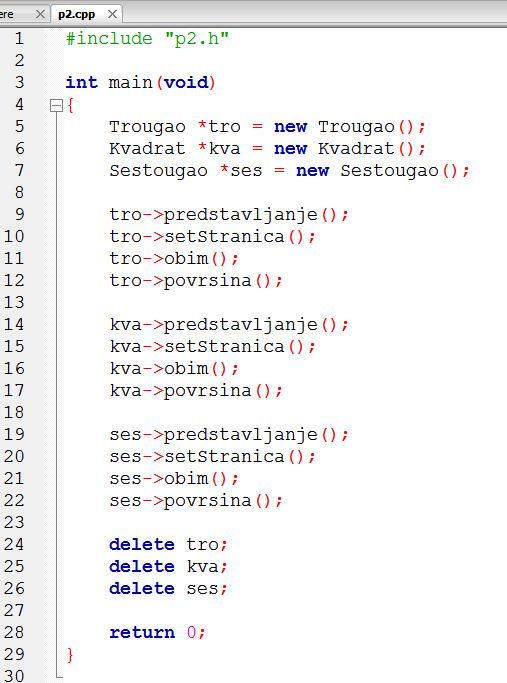 ere × p2.cpp ×
1 #include "p2.h"
2
3 int main(void)
4 {
5     Trougao *tro = new Trougao();
6     Kvadrat *kva = new Kvadrat();
7     Sestougao *ses = new Sestougao();
8
9     tro->predstavljanje();
10     tro->setStranica();
11     tro->obim();
12     tro->povrsina();
13
14     kva->predstavljanje();
15     kva->setStranica();
16     kva->obim();
17     kva->povrsina();
18
19     ses->predstavljanje();
20     ses->setStranica();
21     ses->obim();
22     ses->povrsina();
23
24     delete tro;
25     delete kva;
26     delete ses;
27
28     return 0;
29 }
30